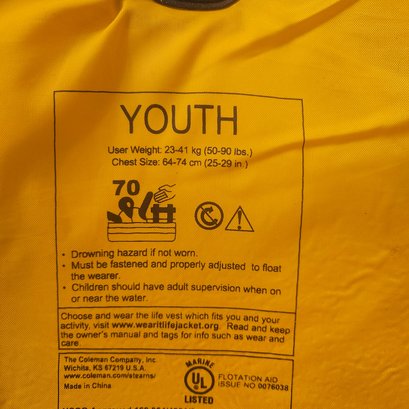 YOUTH
User Weight: 23-41 kg (50-90 lbs.)
Chest Size: 64-74 cm (25-29 in.)
70
• Drowning hazard if not worn.
• Must be fastened and properly adjusted to float
the wearer.
• Children should have adult supervision when on
or near the water.
Choose and wear the life vest which fits you and your
activity, visit www.wearitlifejacket.org. Read and keep
the owner's manual and tags for info such as wear and
care.
The Coleman Company, Inc.
Wichita, KS 67219 U.S.A.
www.coleman.com/stearns/
Made in China
MARINE
UL
LISTED
FLOTATION AID
ISSUE NO. 0076038